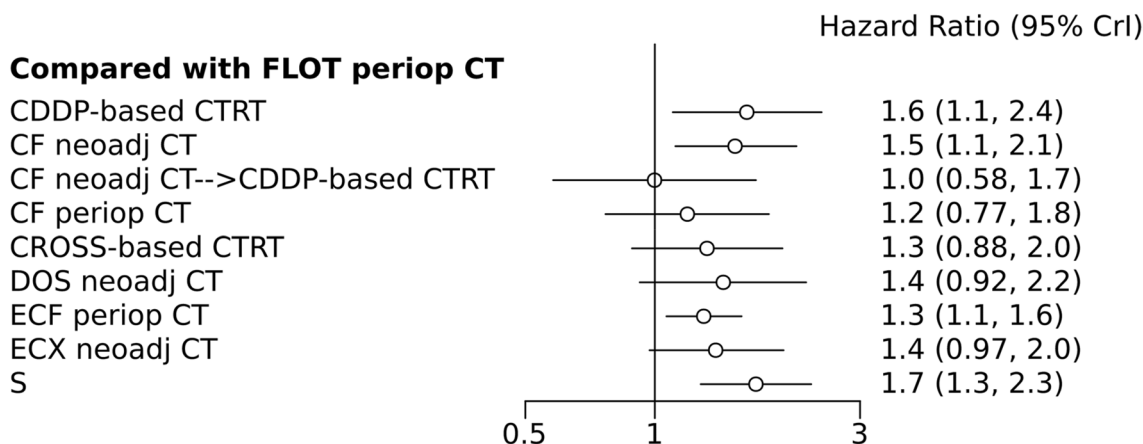 Hazard Ratio (95% CrI)
Compared with FLOT periop CT
CDDP-based CTRT 1.6 (1.1, 2.4)
CF neoadj CT 1.5 (1.1, 2.1)
CF neoadj CT-->CDDP-based CTRT 1.0 (0.58, 1.7)
CF periop CT 1.2 (0.77, 1.8)
CROSS-based CTRT 1.3 (0.88, 2.0)
DOS neoadj CT 1.4 (0.92, 2.2)
ECF periop CT 1.3 (1.1, 1.6)
ECX neoadj CT 1.4 (0.97, 2.0)
S 1.7 (1.3, 2.3)
0.5 1 3